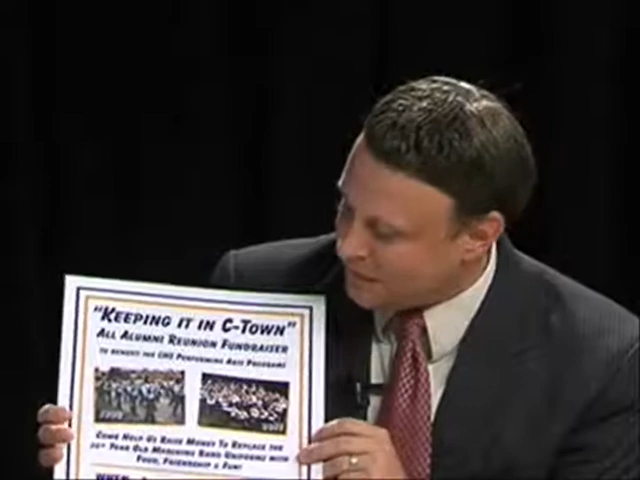 "KEEPING IT IN C-TOWN"
ALL ALUMNI REUNION FUNDRAISER
TO BENEFIT THE CHS PERFORMING ARTS PROGRAMS
COME HELP US RAISE MONEY TO REPLACE THE
YEAR OLD MARCHING BAND UNIFORMS WITH
FOOD, FRIENDSHIP & FUN!